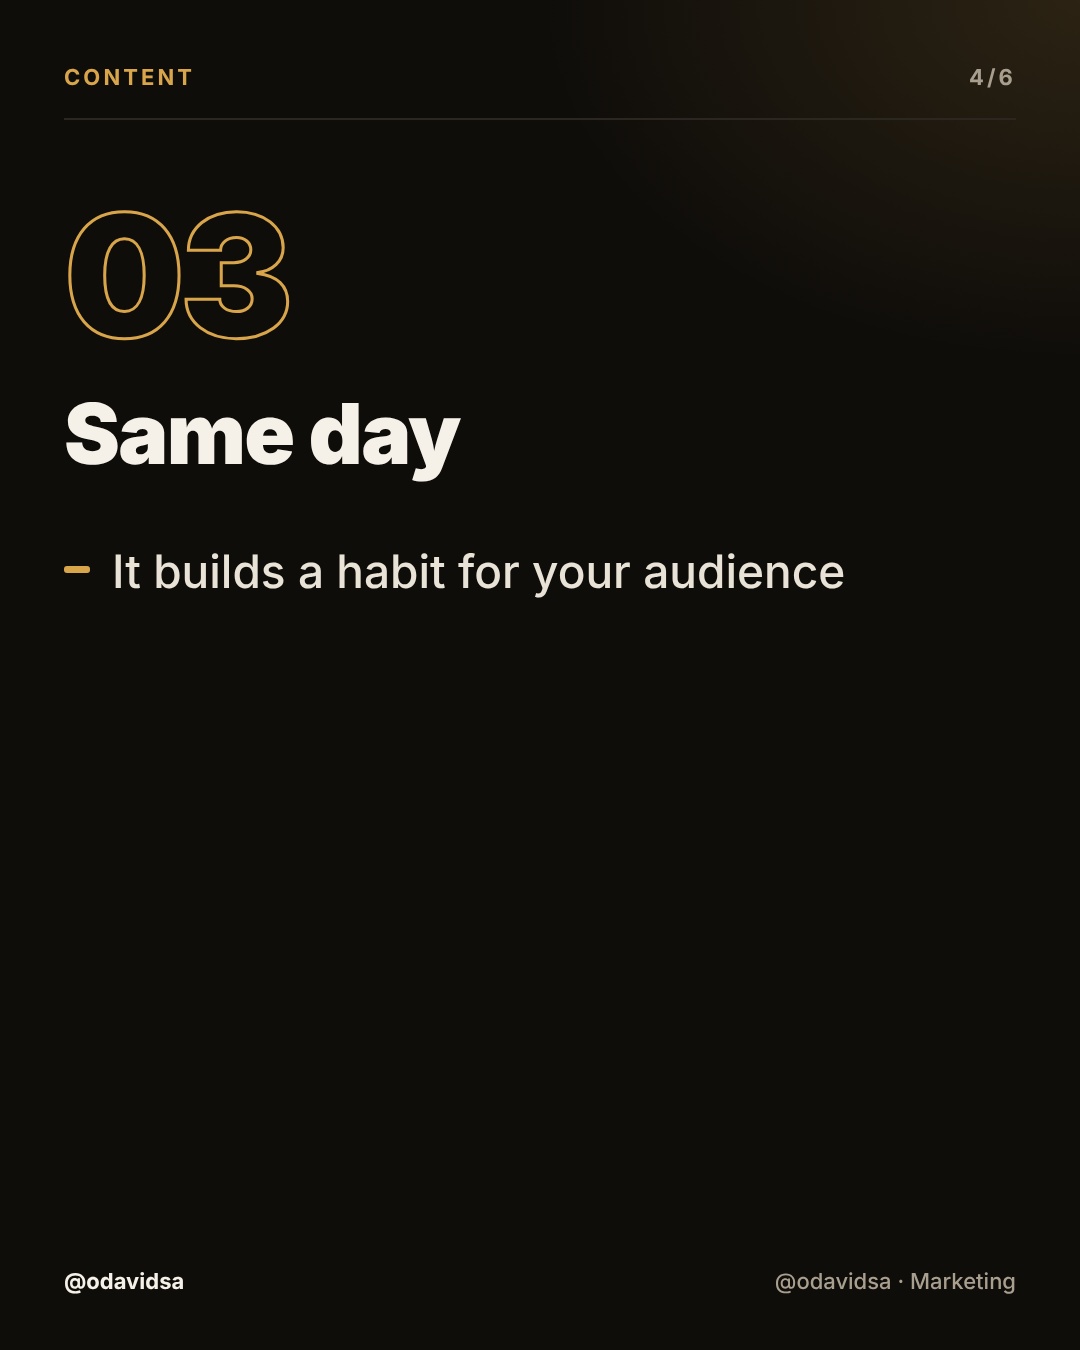 CONTENT
4/6
03
Same day
It builds a habit for your audience
@odavidsa
@odavidsa · Marketing